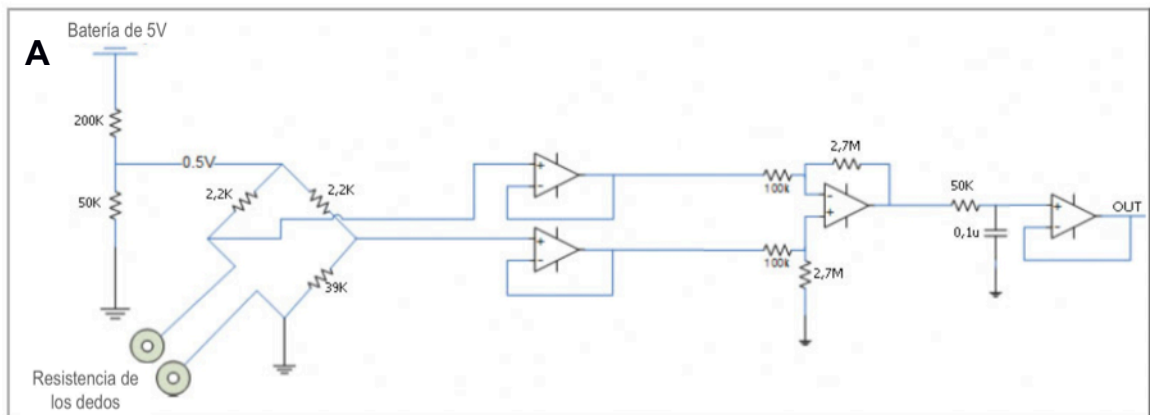 Batería de 5V
A
200K
0.5V
2,2K
2,2K
50K
39K
Resistencia de
los dedos
+
-
+
-
100k
100k
2,7M
-
+
2,7M
50K
0,1u
+
-
OUT